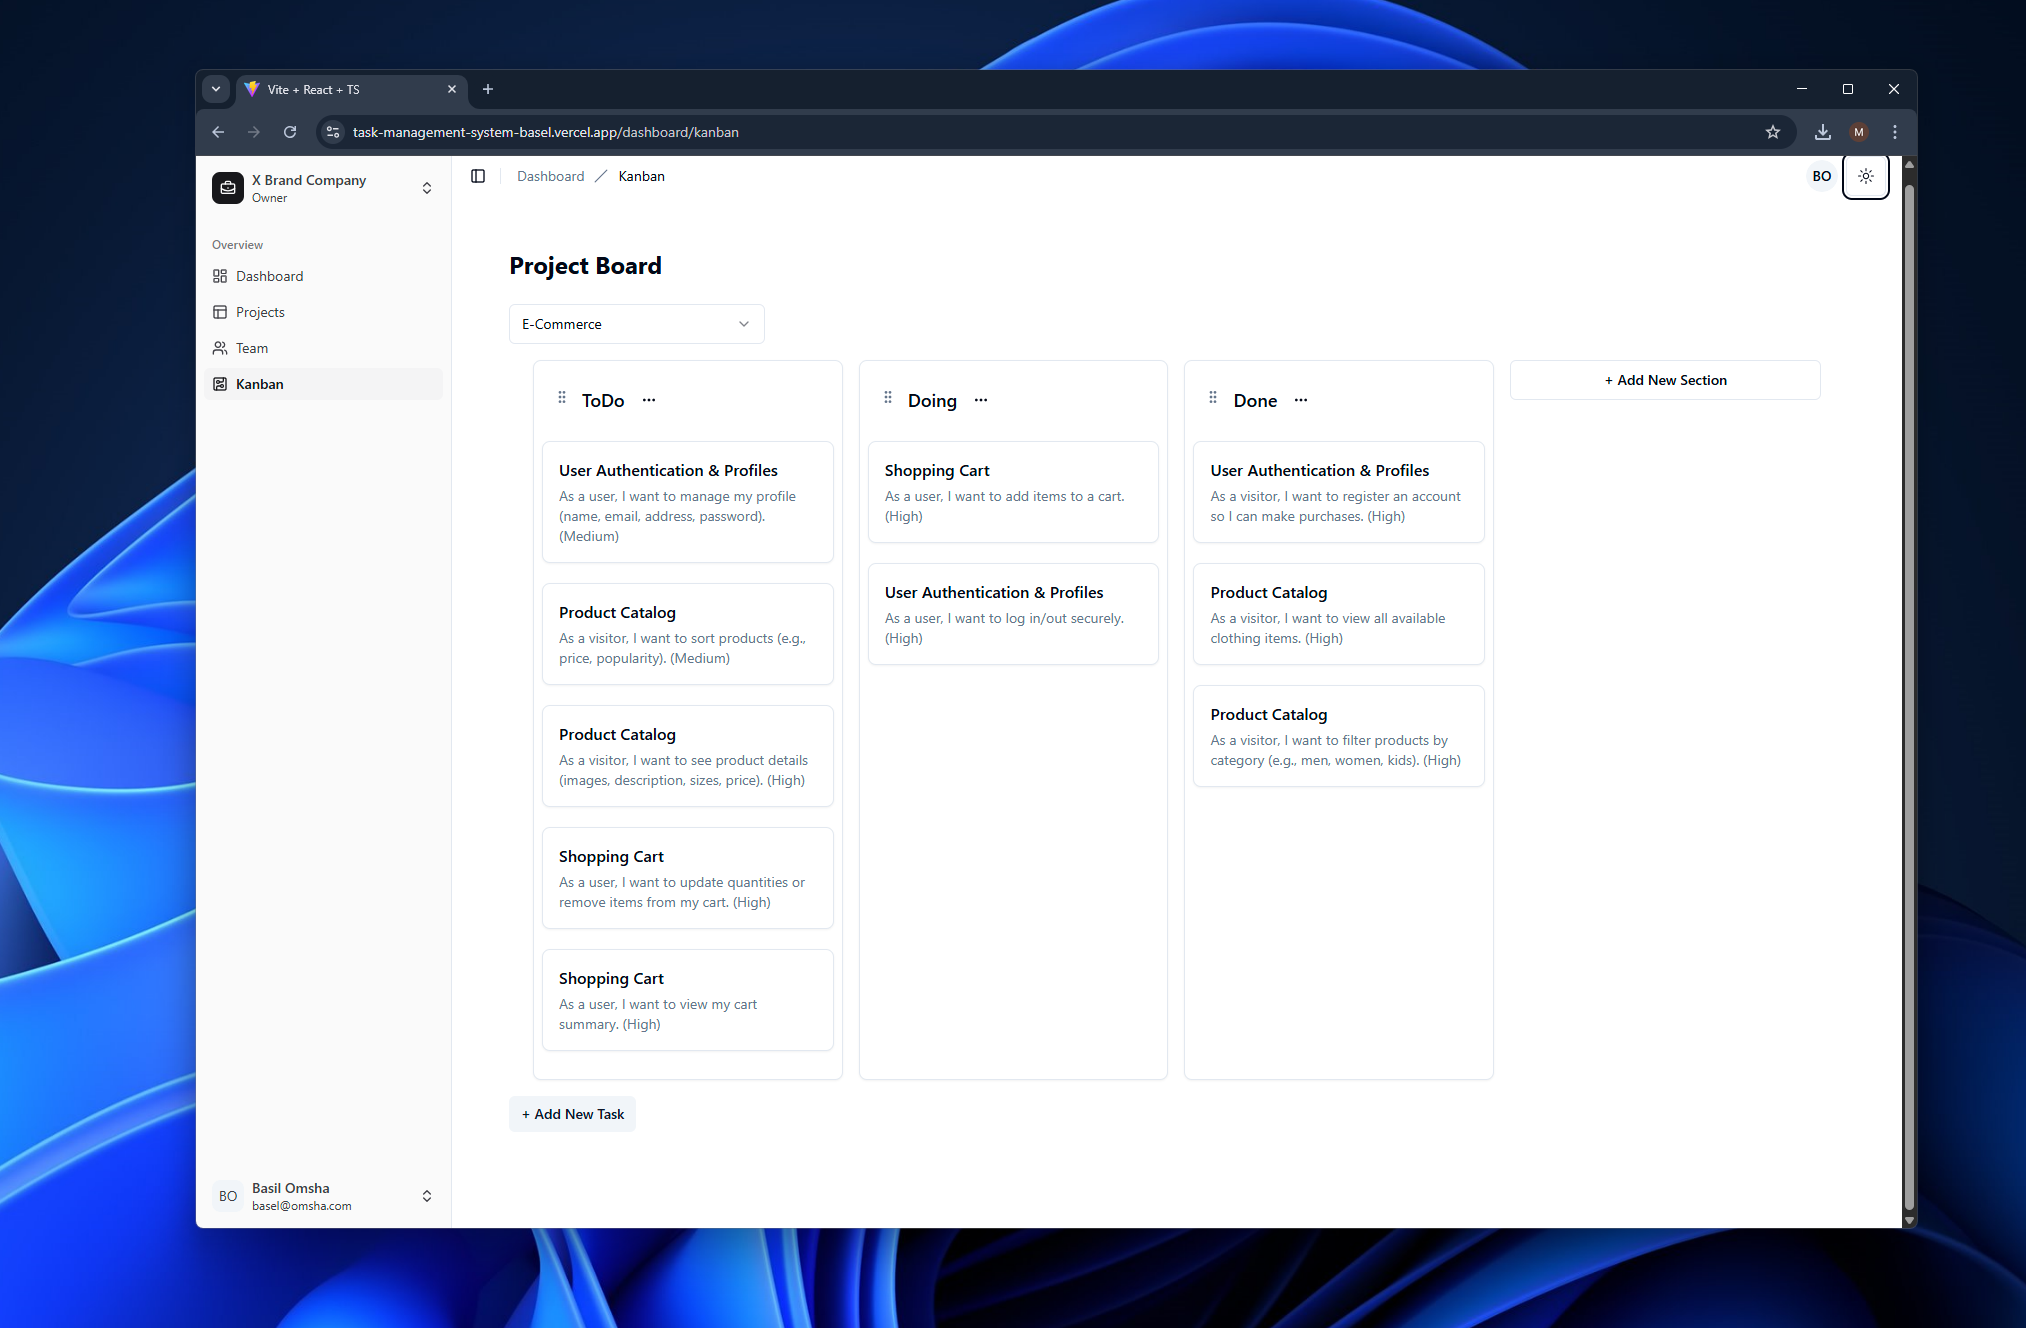 Vite + React + TS
task-management-system-basel.vercel.app/dashboard/kanban
M
X Brand Company
Owner
Overview
Dashboard
Projects
Team
Kanban
BO
Basil Omsha
basel@omsha.com
Dashboard / Kanban
BO
Project Board
E-Commerce
ToDo ...
User Authentication & Profiles
As a user, I want to manage my profile
(name, email, address, password).
(Medium)
Product Catalog
As a visitor, I want to sort products (e.g.,
price, popularity). (Medium)
Product Catalog
As a visitor, I want to see product details
(images, description, sizes, price). (High)
Shopping Cart
As a user, I want to update quantities or
remove items from my cart. (High)
Shopping Cart
As a user, I want to view my cart
summary. (High)
Doing ...
Shopping Cart
As a user, I want to add items to a cart.
(High)
User Authentication & Profiles
As a user, I want to log in/out securely.
(High)
Done ...
User Authentication & Profiles
As a visitor, I want to register an account
so I can make purchases. (High)
Product Catalog
As a visitor, I want to view all available
clothing items. (High)
Product Catalog
As a visitor, I want to filter products by
category (e.g., men, women, kids). (High)
+ Add New Section
+ Add New Task